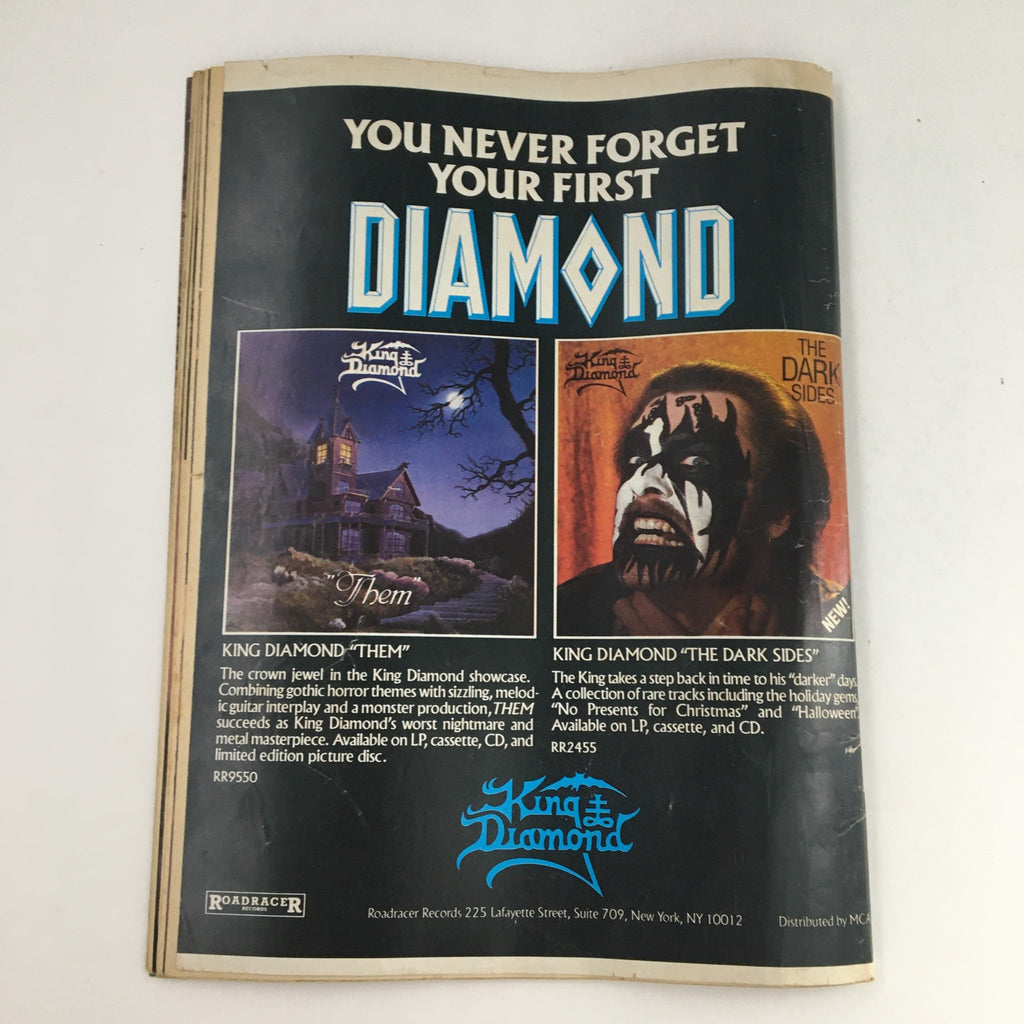 YOU NEVER FORGET
YOUR FIRST
DIAMOND
King
Diamond
"Them"
King
Diamond
THE
DARK
SIDES
NEW!
KING DIAMOND "THEM"
The crown jewel in the King Diamond showcase.
Combining gothic horror themes with sizzling, melod-
ic guitar interplay and a monster production, THEM
succeeds as King Diamond's worst nightmare and
metal masterpiece. Available on LP, cassette, CD, and
limited edition picture disc.
RR9550
KING DIAMOND "THE DARK SIDES"
The King takes a step back in time to his "darker" days.
A collection of rare tracks including the holiday gems
"No Presents for Christmas" and "Halloween".
Available on LP, cassette, and CD.
RR2455
King
Diamond
ROADRACER
RECORDS
Roadracer Records 225 Lafayette Street, Suite 709, New York, NY 10012
Distributed by MCA